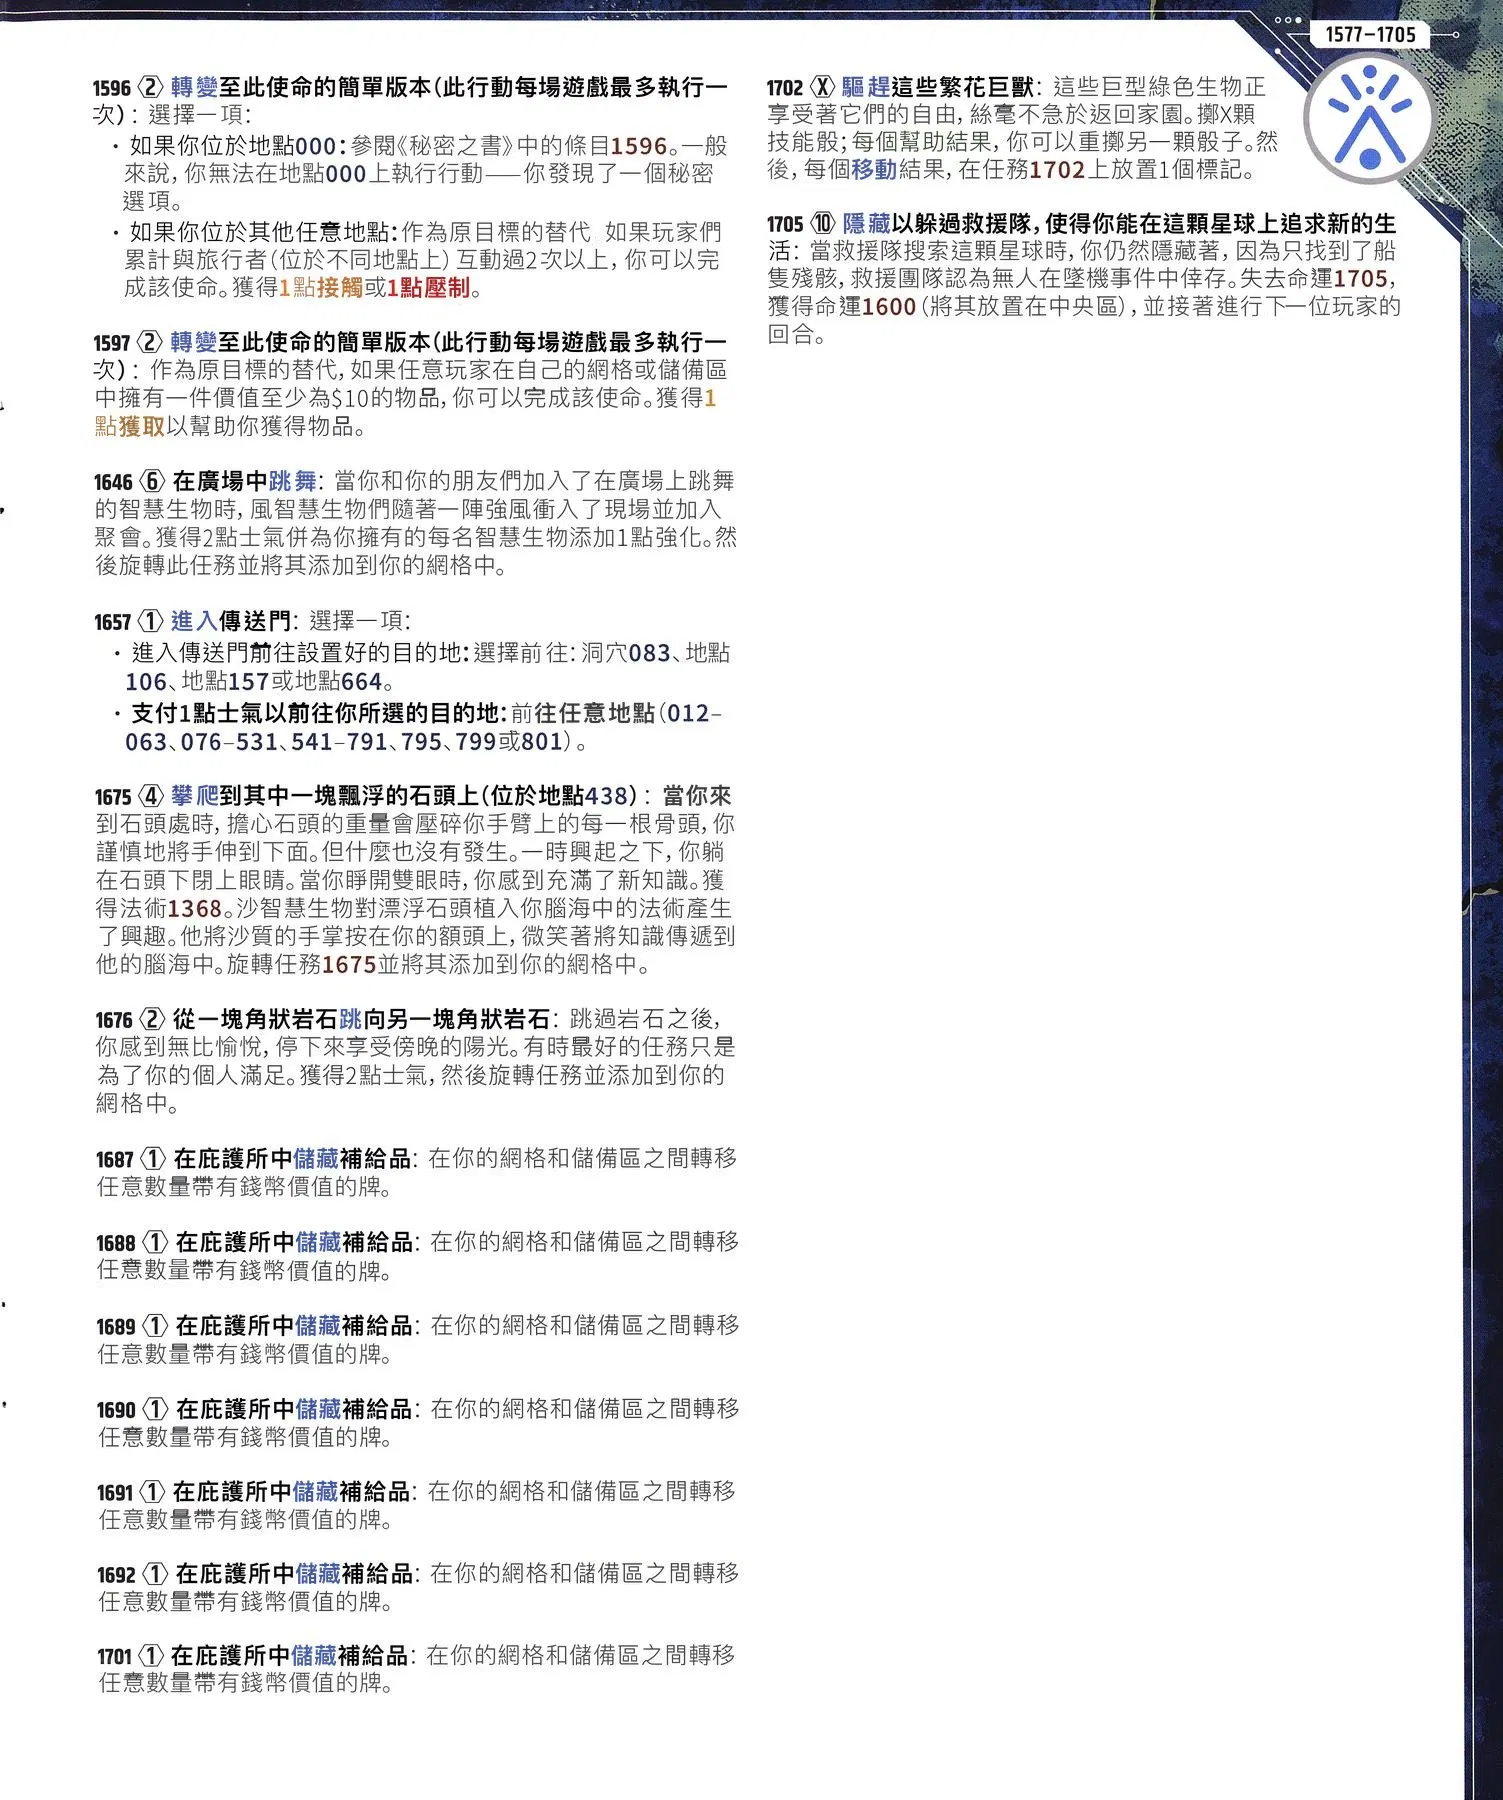 1577–1705
1596 ② 轉變至此使命的簡單版本(此行動每場遊戲最多執行一
次)：選擇一項：
· 如果你位於地點000：參閱《秘密之書》中的條目1596。一般
來說，你無法在地點000上執行行動——你發現了一個秘密
選項。
· 如果你位於其他任意地點：作為原目標的替代 如果玩家們
累計與旅行者(位於不同地點上)互動過2次以上，你可以完
成該使命。獲得1點接觸或1點壓制。
1597 ② 轉變至此使命的簡單版本(此行動每場遊戲最多執行一
次)：作為原目標的替代，如果任意玩家在自己的網格或儲備區
中擁有一件價值至少為$10的物品，你可以完成該使命。獲得1
點獲取以幫助你獲得物品。
1646 ⑥ 在廣場中跳舞：當你和你的朋友們加入了在廣場上跳舞
的智慧生物時，風智慧生物們隨著一陣強風衝入了現場並加入
聚會。獲得2點士氣併為你擁有的每名智慧生物添加1點強化。然
後旋轉此任務並將其添加到你的網格中。
1657 ① 進入傳送門：選擇一項：
· 進入傳送門前往設置好的目的地：選擇前往：洞穴083、地點
106、地點157或地點664。
· 支付1點士氣以前往你所選的目的地：前往任意地點(012–
063、076–531、541–791、795、799或801)。
1675 ④ 攀爬到其中一塊飄浮的石頭上(位於地點438)：當你來
到石頭處時，擔心石頭的重量會壓碎你手臂上的每一根骨頭，你
謹慎地將手伸到下面。但什麼也沒有發生。一時興起之下，你躺
在石頭下閉上眼睛。當你睜開雙眼時，你感到充滿了新知識。獲
得法術1368。沙智慧生物對漂浮石頭植入你腦海中的法術產生
了興趣。他將沙質的手掌按在你的額頭上，微笑著將知識傳遞到
他的腦海中。旋轉任務1675並將其添加到你的網格中。
1676 ② 從一塊角狀岩石跳向另一塊角狀岩石：跳過岩石之後，
你感到無比愉悅，停下來享受傍晚的陽光。有時最好的任務只是
為了你的個人滿足。獲得2點士氣，然後旋轉任務並添加到你的
網格中。
1687 ① 在庇護所中儲藏補給品：在你的網格和儲備區之間轉移
任意數量帶有錢幣價值的牌。
1688 ① 在庇護所中儲藏補給品：在你的網格和儲備區之間轉移
任意數量帶有錢幣價值的牌。
1689 ① 在庇護所中儲藏補給品：在你的網格和儲備區之間轉移
任意數量帶有錢幣價值的牌。
1690 ① 在庇護所中儲藏補給品：在你的網格和儲備區之間轉移
任意數量帶有錢幣價值的牌。
1691 ① 在庇護所中儲藏補給品：在你的網格和儲備區之間轉移
任意數量帶有錢幣價值的牌。
1692 ① 在庇護所中儲藏補給品：在你的網格和儲備區之間轉移
任意數量帶有錢幣價值的牌。
1701 ① 在庇護所中儲藏補給品：在你的網格和儲備區之間轉移
任意數量帶有錢幣價值的牌。
1702 Ⓧ 驅趕這些繁花巨獸：這些巨型綠色生物正
享受著它們的自由，絲毫不急於返回家園。擲X顆
技能骰；每個幫助結果，你可以重擲另一顆骰子。然
後，每個移動結果，在任務1702上放置1個標記。
1705 ⑩ 隱藏以躲過救援隊，使得你能在這顆星球上追求新的生
活：當救援隊搜索這顆星球時，你仍然隱藏著，因為只找到了船
隻殘骸，救援團隊認為無人在墜機事件中倖存。失去命運1705，
獲得命運1600(將其放置在中央區)，並接著進行下一位玩家的
回合。